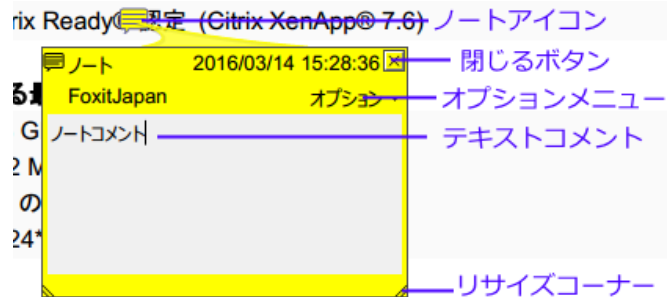 rix Ready 認定 (Citrix XenApp® 7.6)
ノートアイコン
ノート 2016/03/14 15:28:36
閉じるボタン
FoxitJapan オプション
オプションメニュー
ノートコメント
テキストコメント
る
G
2 M
の
24*
リサイズコーナー